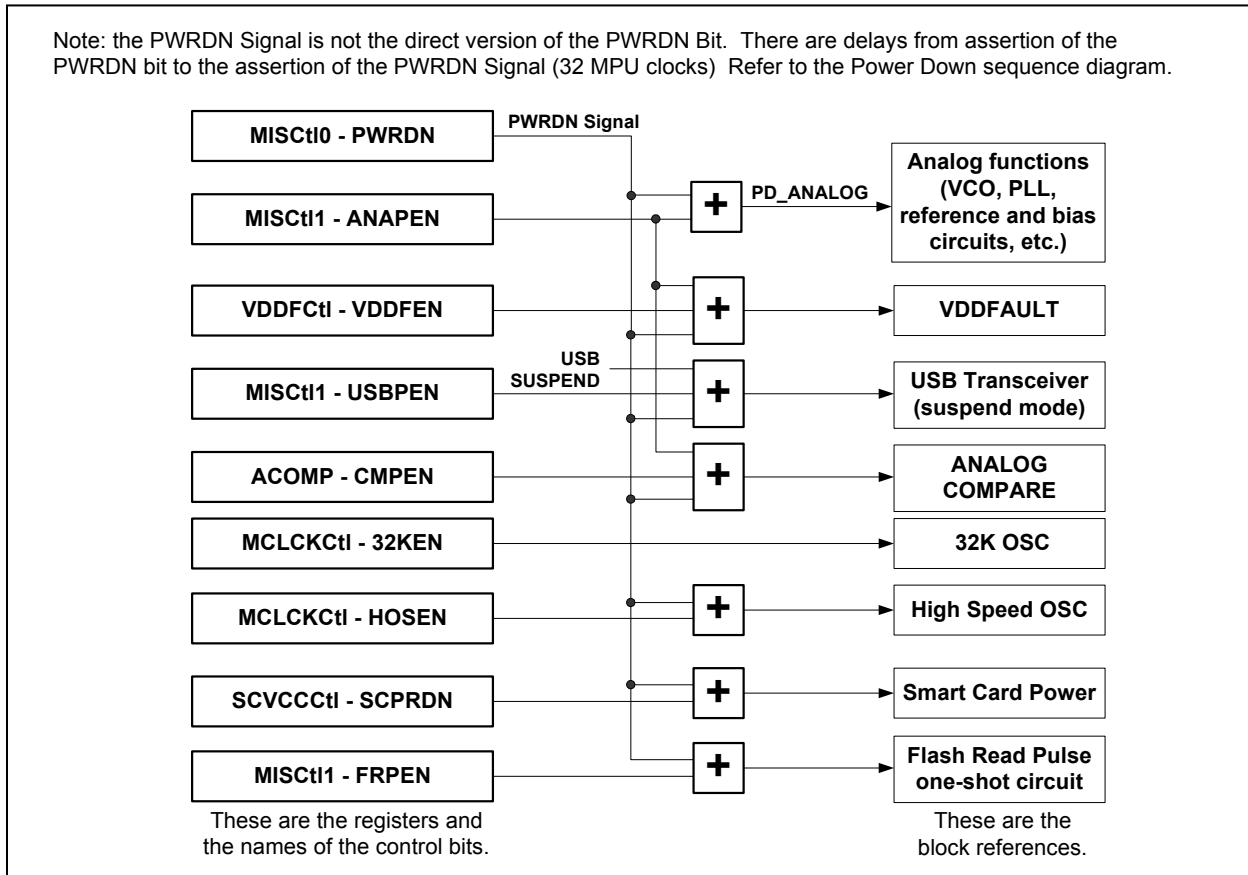 Note: the PWRDN Signal is not the direct version of the PWRDN Bit. There are delays from assertion of the
PWRDN bit to the assertion of the PWRDN Signal (32 MPU clocks) Refer to the Power Down sequence diagram.
MISCtl0 - PWRDN
PWRDN Signal
MISCtl1 - ANAPEN
+
PD_ANALOG
Analog functions
(VCO, PLL,
reference and bias
circuits, etc.)
VDDFCtl - VDDFEN
+
VDDFAULT
MISCtl1 - USBPEN
USB
SUSPEND
+
USB Transceiver
(suspend mode)
ACOMP - CMPEN
+
ANALOG
COMPARE
MCLCKCtl - 32KEN
32K OSC
MCLCKCtl - HOSEN
+
High Speed OSC
SCVCCCtl - SCPRDN
+
Smart Card Power
MISCtl1 - FRPEN
+
Flash Read Pulse
one-shot circuit
These are the registers and
the names of the control bits.
These are the
block references.